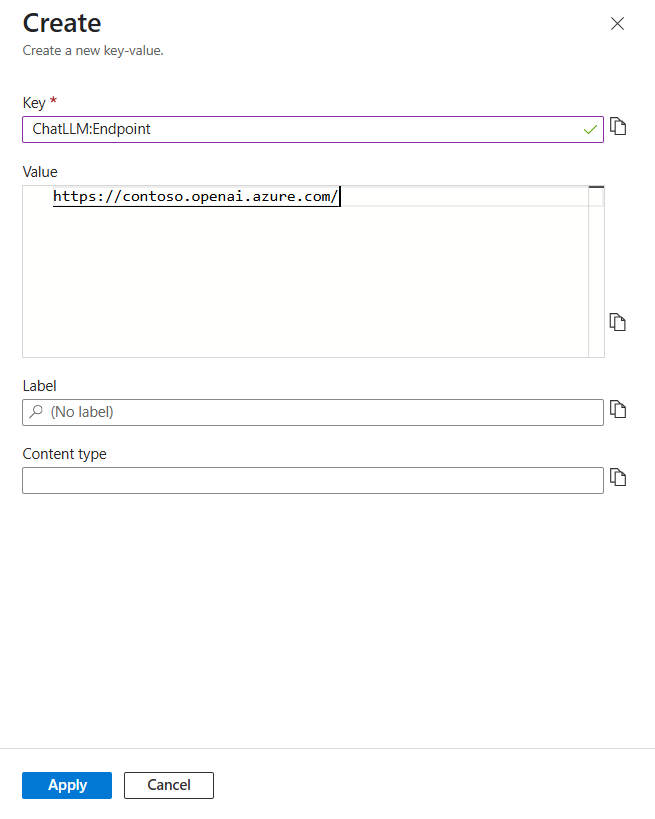 Create
Create a new key-value.
Key *
ChatLLM:Endpoint
Value
https://contoso.openai.azure.com/
Label
(No label)
Content type
Apply
Cancel